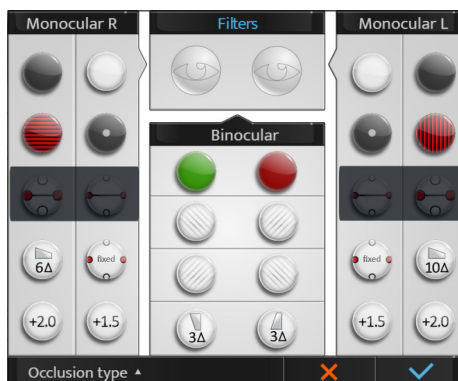 Monocular R
Filters
Monocular L
Binocular
6Δ
fixed
fixed
10Δ
+2.0
+1.5
3Δ
3Δ
+1.5
+2.0
Occlusion type